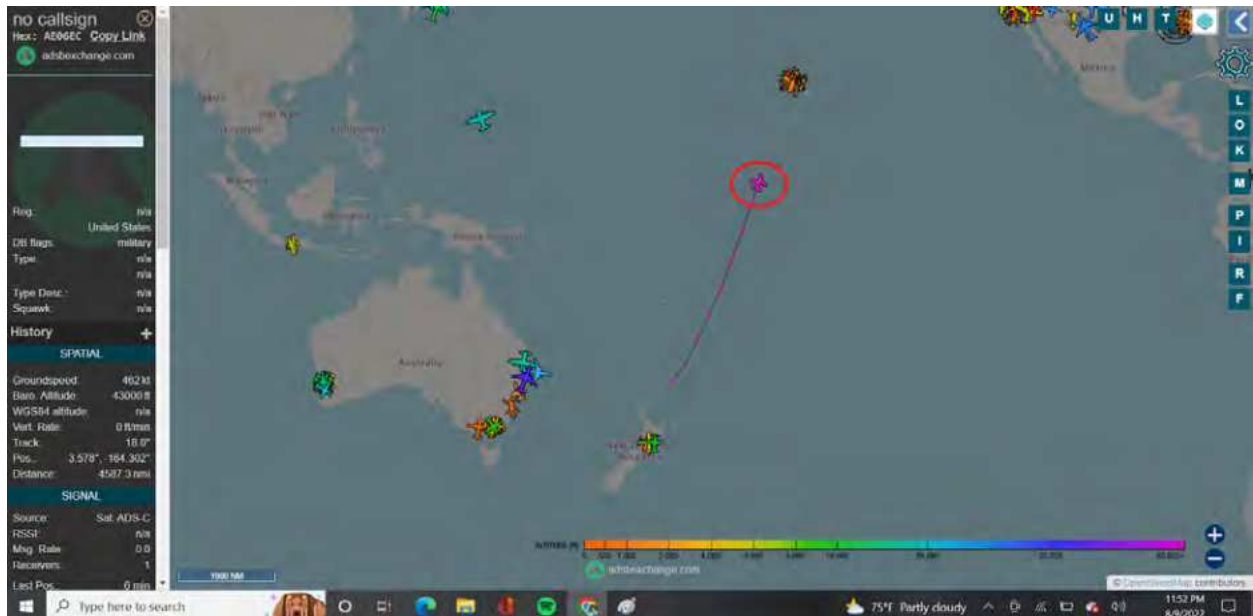 no callsign
Hex: AE06EC Copy Link
adsbexchange.com
Reg.: n/a
United States
DB flags: military
Type: n/a
n/a
Type Desc.: n/a
Squawk: n/a
History +
SPATIAL
Groundspeed: 462 kt
Baro. Altitude: 43000 ft
WGS84 altitude: n/a
Vert. Rate: 0 ft/min
Track: 18.0°
Pos.: 3.578°, -164.302°
Distance: 4587.3 nmi
SIGNAL
Source: Sat. ADS-C
RSSI: n/a
Msg. Rate: 0.0
Receivers: 1
Last Pos.: 6 min
U H T
L
O
K
M
P
I
R
F
México
Australia
1000 NM
adsbexchange.com
© OpenStreetMap contributors.
Type here to search
75°F Partly cloudy
11:52 PM
8/9/2022